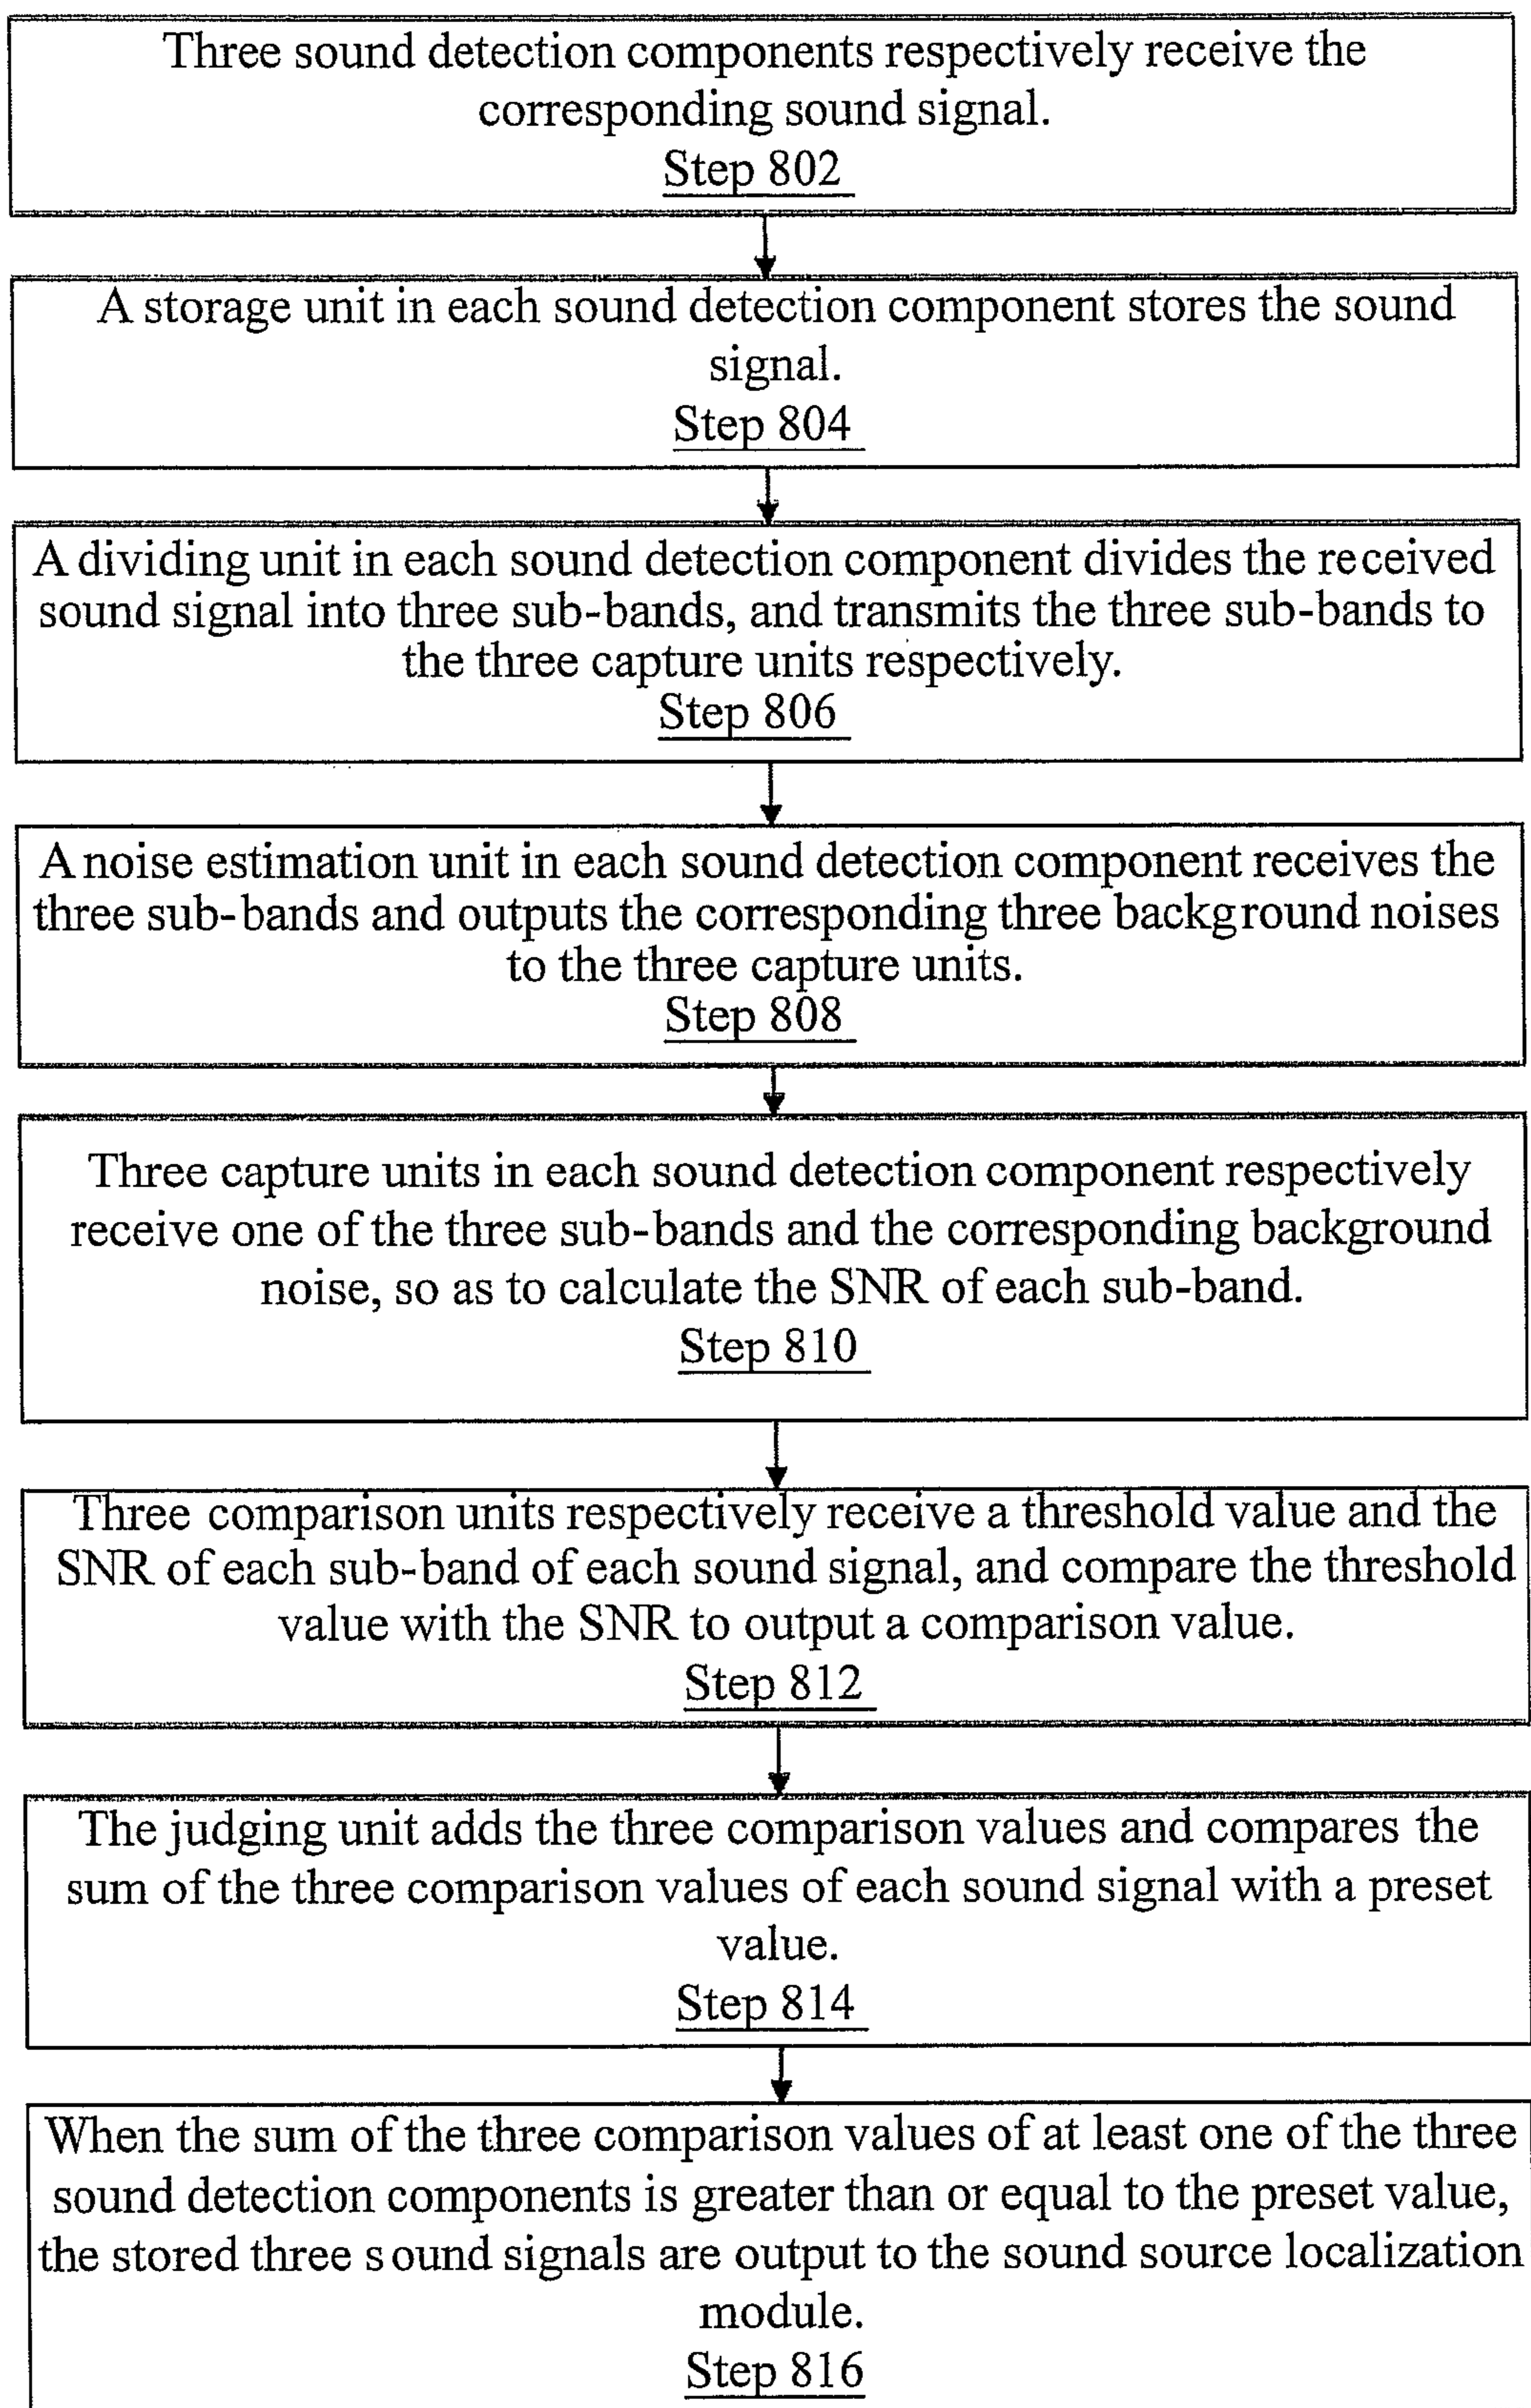 Three sound detection components respectively receive the
corresponding sound signal.
Step 802
A storage unit in each sound detection component stores the sound
signal.
Step 804
A dividing unit in each sound detection component divides the received
sound signal into three sub-bands, and transmits the three sub-bands to
the three capture units respectively.
Step 806
A noise estimation unit in each sound detection component receives the
three sub-bands and outputs the corresponding three background noises
to the three capture units.
Step 808
Three capture units in each sound detection component respectively
receive one of the three sub-bands and the corresponding background
noise, so as to calculate the SNR of each sub-band.
Step 810
Three comparison units respectively receive a threshold value and the
SNR of each sub-band of each sound signal, and compare the threshold
value with the SNR to output a comparison value.
Step 812
The judging unit adds the three comparison values and compares the
sum of the three comparison values of each sound signal with a preset
value.
Step 814
When the sum of the three comparison values of at least one of the three
sound detection components is greater than or equal to the preset value,
the stored three sound signals are output to the sound source localization
module.
Step 816